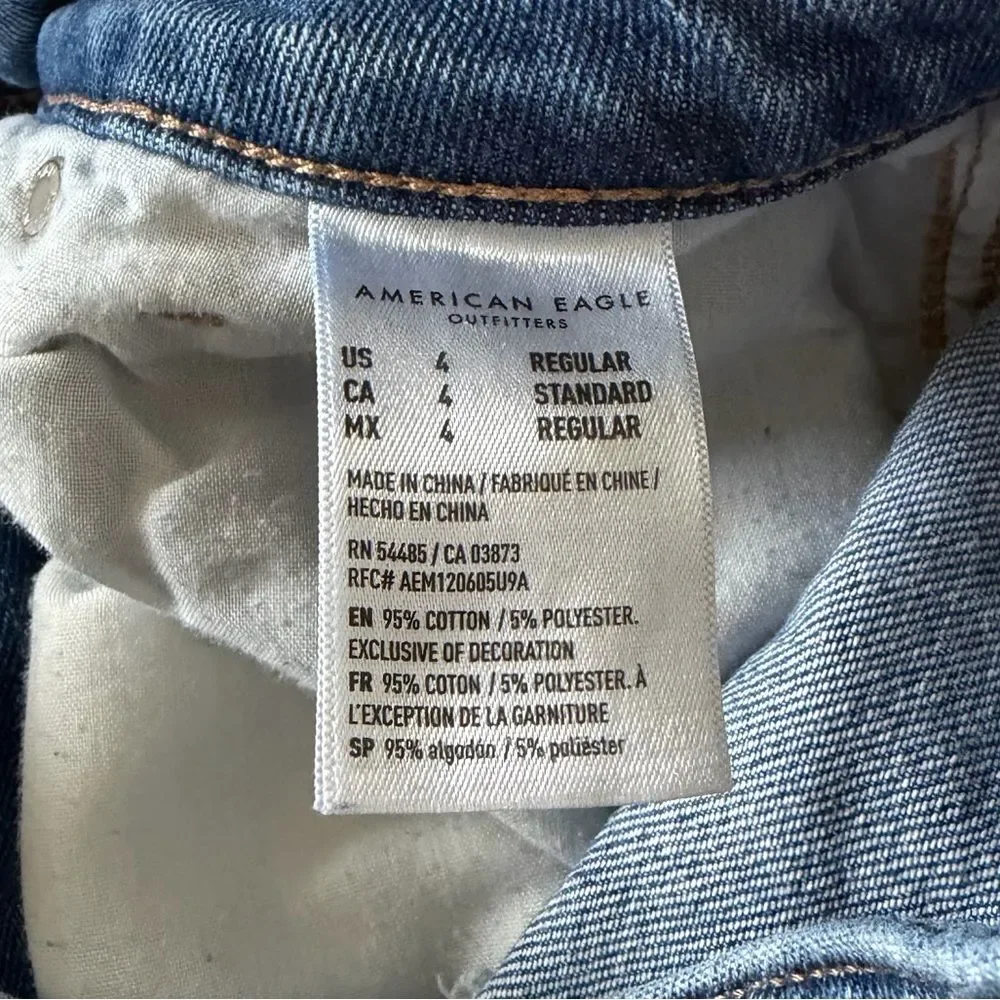 AMERICAN EAGLE
OUTFITTERS
US 4 REGULAR
CA 4 STANDARD
MX 4 REGULAR
MADE IN CHINA / FABRIQUÉ EN CHINE /
HECHO EN CHINA
RN 54485 / CA 03873
RFC# AEM120605U9A
EN 95% COTTON / 5% POLYESTER.
EXCLUSIVE OF DECORATION
FR 95% COTON / 5% POLYESTER. À
L'EXCEPTION DE LA GARNITURE
SP 95% algodón / 5% poliéster